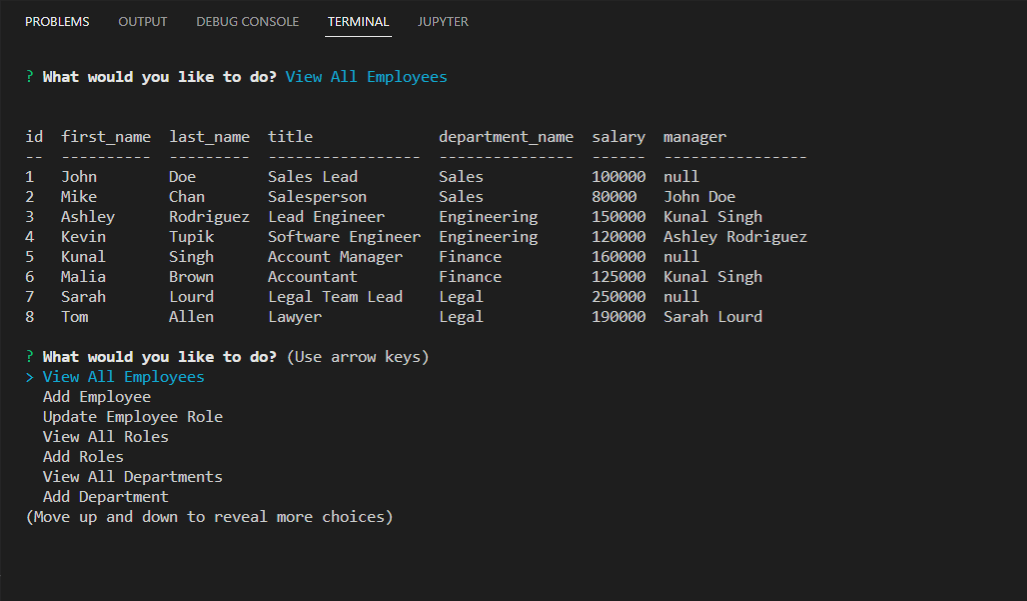 PROBLEMS OUTPUT DEBUG CONSOLE TERMINAL JUPYTER
? What would you like to do? View All Employees
id first_name last_name title department_name salary manager
-- ---------- --------- ----------------- --------------- ------ ----------------
1 John Doe Sales Lead Sales 100000 null
2 Mike Chan Salesperson Sales 80000 John Doe
3 Ashley Rodriguez Lead Engineer Engineering 150000 Kunal Singh
4 Kevin Tupik Software Engineer Engineering 120000 Ashley Rodriguez
5 Kunal Singh Account Manager Finance 160000 null
6 Malia Brown Accountant Finance 125000 Kunal Singh
7 Sarah Lourd Legal Team Lead Legal 250000 null
8 Tom Allen Lawyer Legal 190000 Sarah Lourd
? What would you like to do? (Use arrow keys)
> View All Employees
Add Employee
Update Employee Role
View All Roles
Add Roles
View All Departments
Add Department
(Move up and down to reveal more choices)